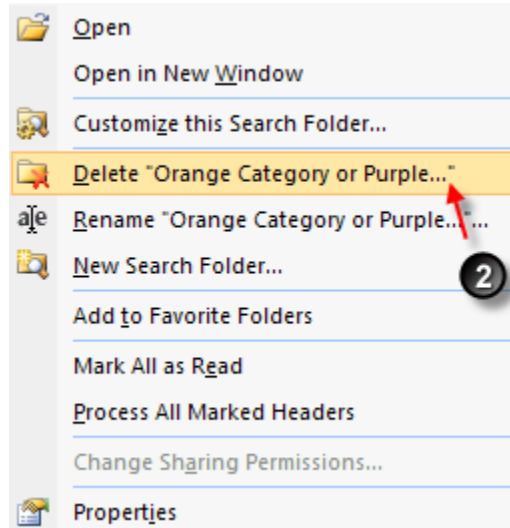 Open
Open in New Window
Customize this Search Folder...
Delete "Orange Category or Purple..."
Rename "Orange Category or Purple..."...
2
New Search Folder...
Add to Favorite Folders
Mark All as Read
Process All Marked Headers
Change Sharing Permissions...
Properties